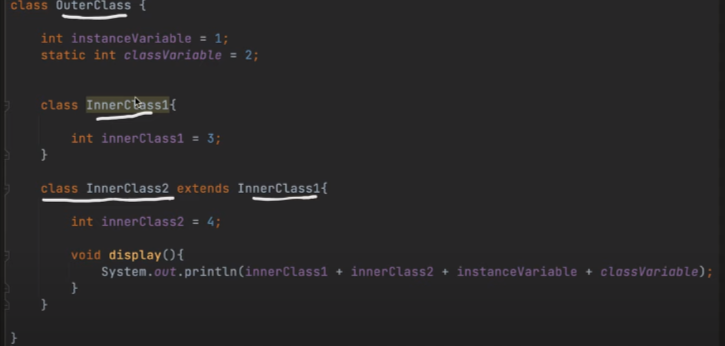 class OuterClass {
int instanceVariable = 1;
static int classVariable = 2;
class InnerClass1{
int innerClass1 = 3;
}
class InnerClass2 extends InnerClass1{
int innerClass2 = 4;
void display(){
System.out.println(innerClass1 + innerClass2 + instanceVariable + classVariable);
}
}
}